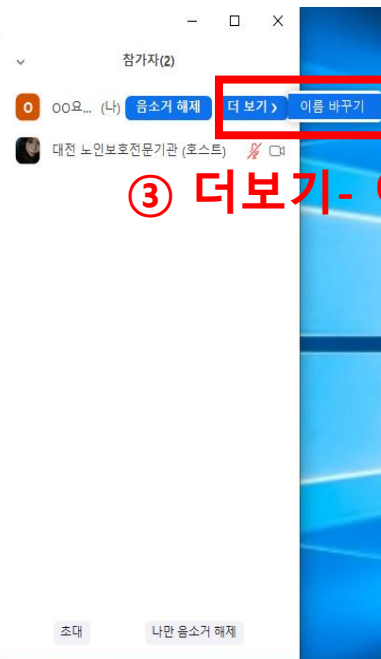 참가자(2)
O OO요... (나) 음소거 해제 더 보기 이름 바꾸기
대전 노인보호전문기관 (호스트)
③ 더보기-
초대 나만 음소거 해제